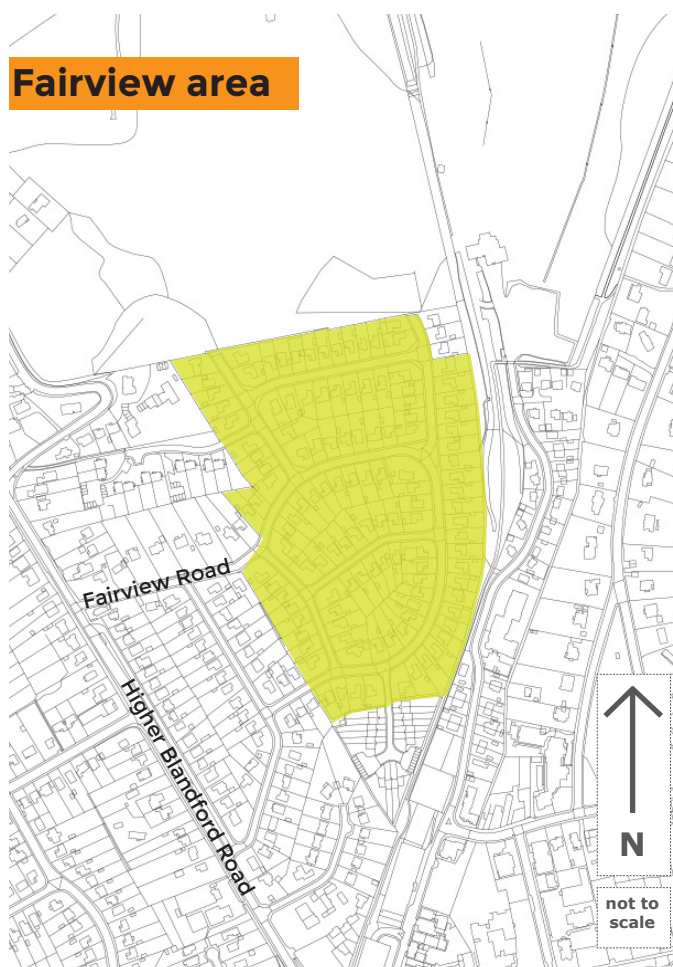 Fairview area
Fairview Road
Higher Blandford Road
N
not to
scale